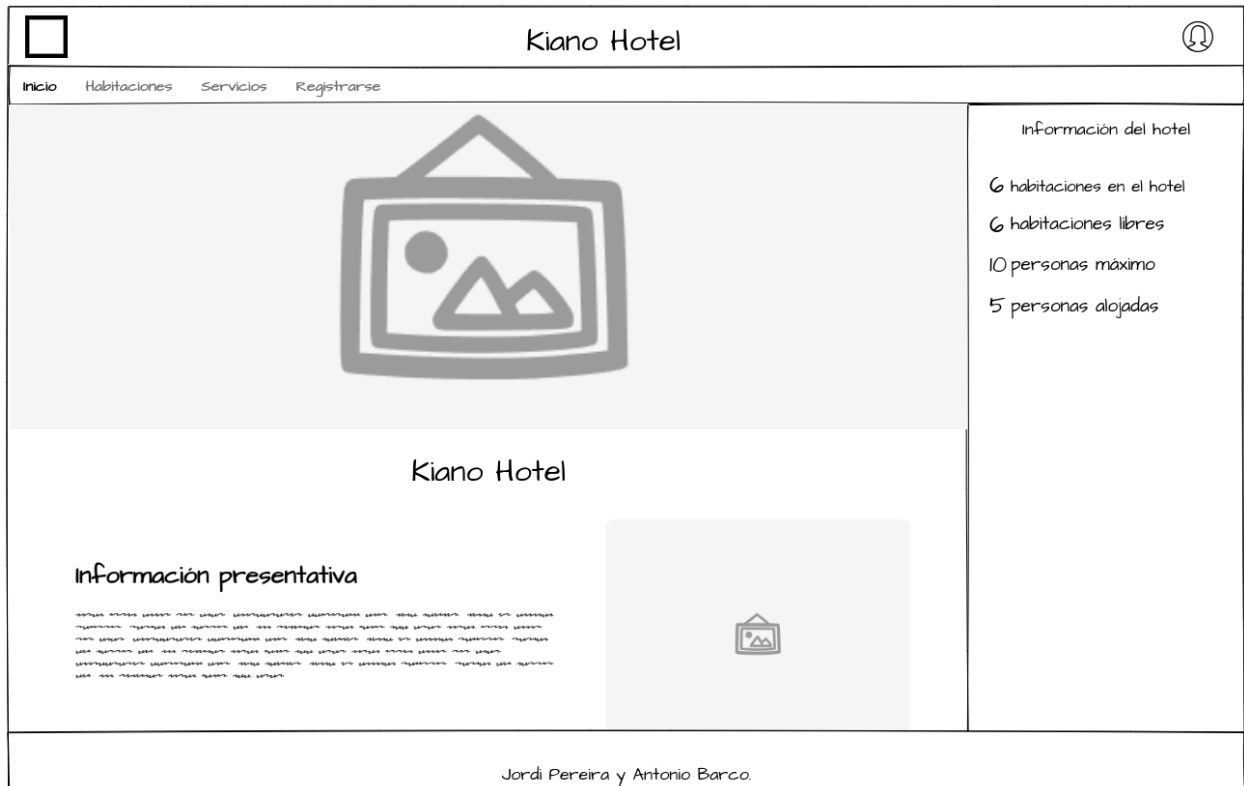 Kiano Hotel
Inicio Habitaciones Servicios Registrarse
Kiano Hotel
Información presentativa
Información del hotel
6 habitaciones en el hotel
6 habitaciones libres
10 personas máximo
5 personas alojadas
Jordi Pereira y Antonio Barco.